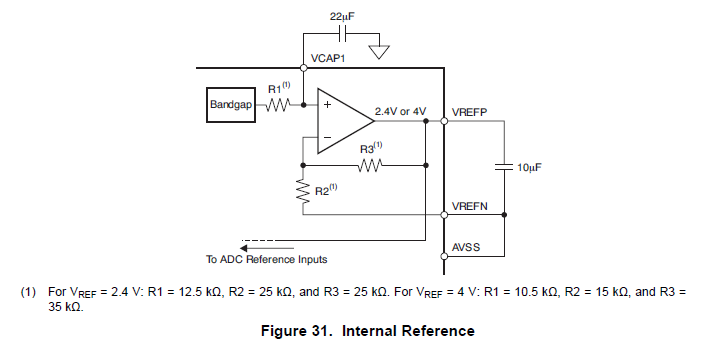 22µF
VCAP1
R1(1)
Bandgap
+
2.4V or 4V
VREFP
−
R3(1)
10µF
R2(1)
VREFN
AVSS
To ADC Reference Inputs
(1) For VREF = 2.4 V: R1 = 12.5 kΩ, R2 = 25 kΩ, and R3 = 25 kΩ. For VREF = 4 V: R1 = 10.5 kΩ, R2 = 15 kΩ, and R3 =
35 kΩ.
Figure 31. Internal Reference